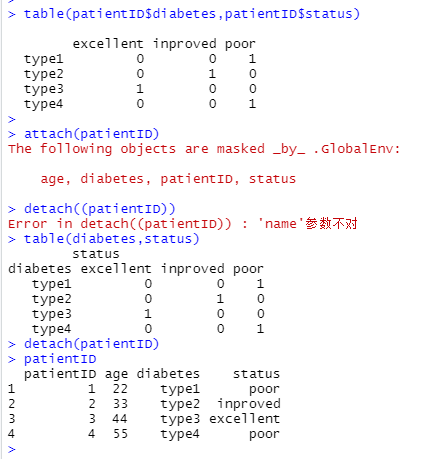 >
> table(patientID$diabetes,patientID$status)
        excellent inproved poor
  type1         0        0    1
  type2         0        1    0
  type3         1        0    0
  type4         0        0    1
>
> attach(patientID)
The following objects are masked _by_ .GlobalEnv:
    age, diabetes, patientID, status
> detach((patientID))
Error in detach((patientID)) : 'name'参数不对
> table(diabetes,status)
        status
diabetes excellent inproved poor
   type1         0        0    1
   type2         0        1    0
   type3         1        0    0
   type4         0        0    1
> detach(patientID)
> patientID
  patientID age diabetes    status
1         1  22    type1      poor
2         2  33    type2  inproved
3         3  44    type3 excellent
4         4  55    type4      poor
>